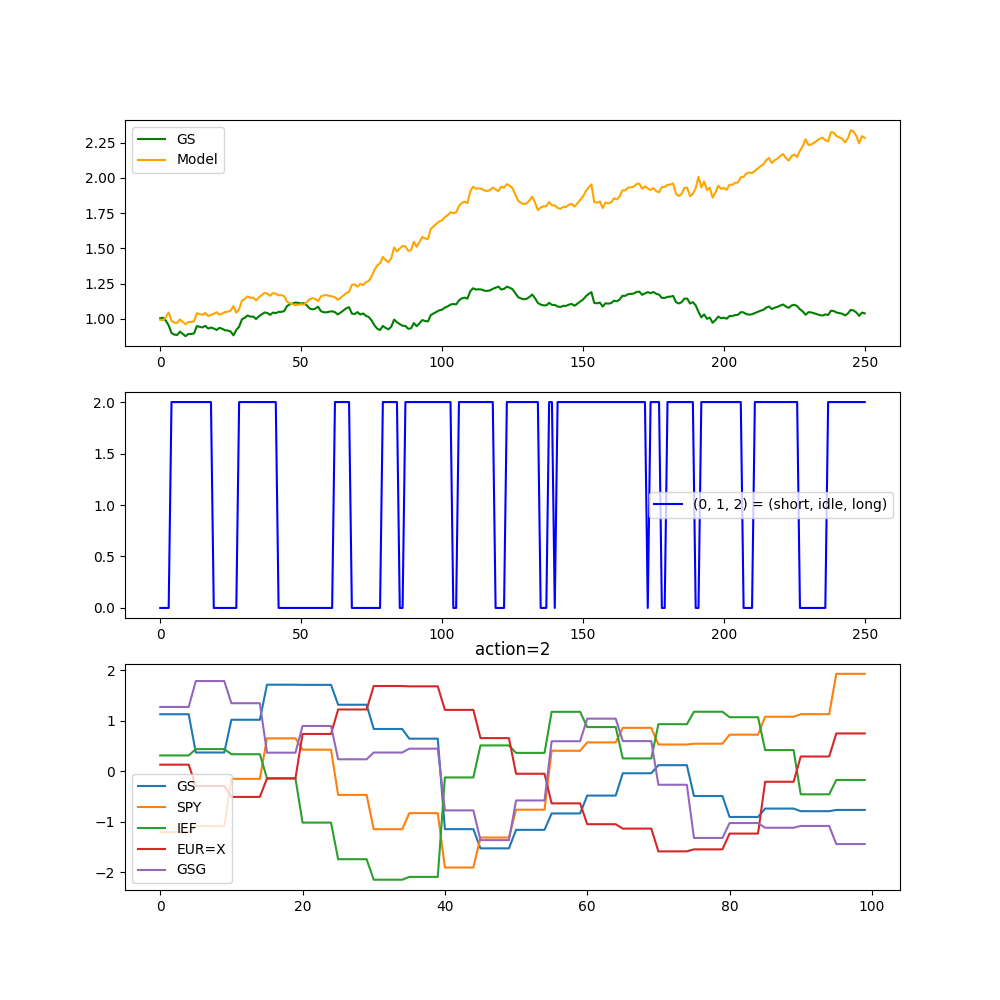 GS
Model
2.25
2.00
1.75
1.50
1.25
1.00
0 50 100 150 200 250
2.0
1.5
1.0
0.5
0.0
(0, 1, 2) = (short, idle, long)
0 50 100 150 200 250
action=2
2
1
0
−1
−2
GS
SPY
IEF
EUR=X
GSG
0 20 40 60 80 100